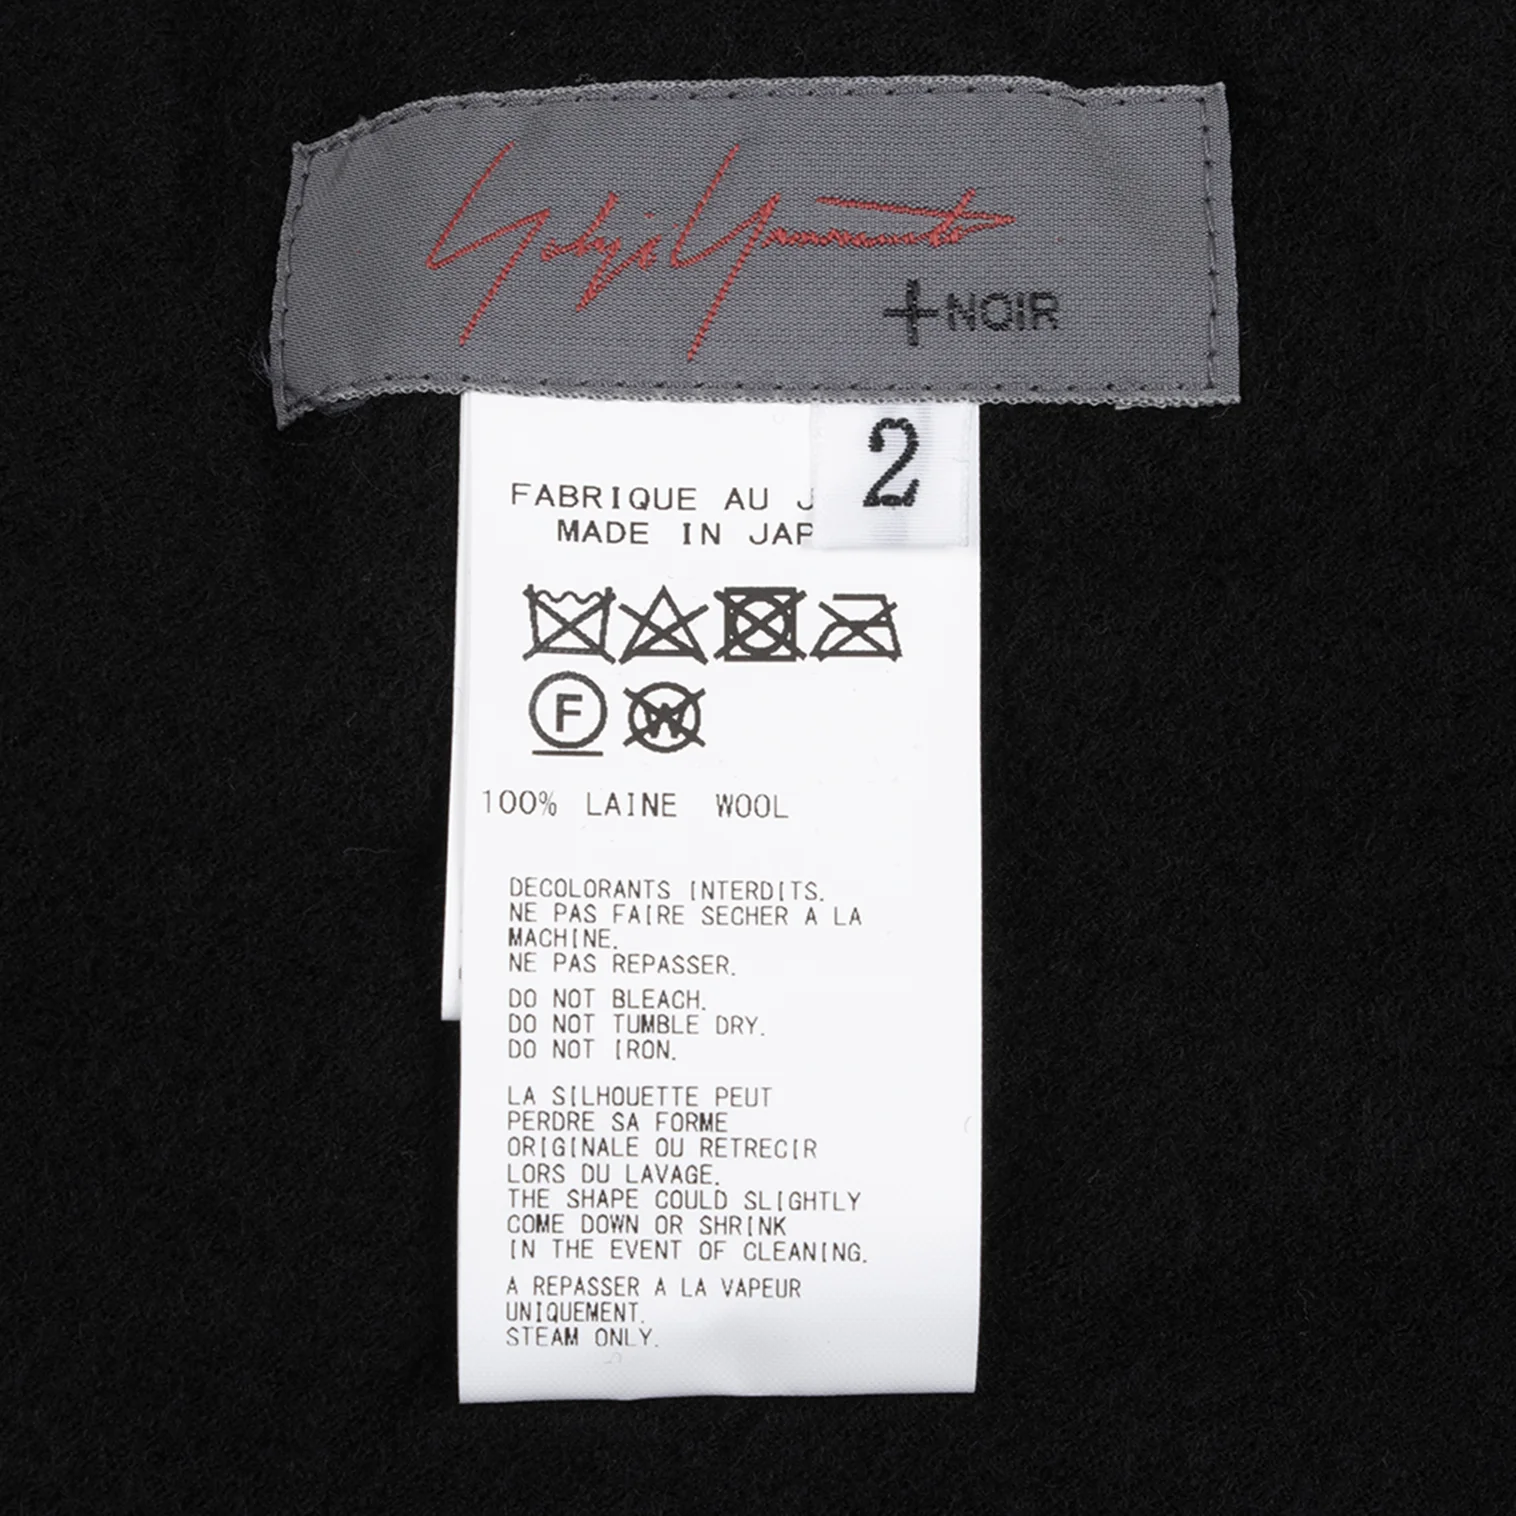 Yohji Yamamoto
+NOIR
2
FABRIQUE AU J
MADE IN JAP
F
W
100% LAINE WOOL
DECOLORANTS INTERDITS.
NE PAS FAIRE SECHER A LA
MACHINE.
NE PAS REPASSER.
DO NOT BLEACH.
DO NOT TUMBLE DRY.
DO NOT IRON.
LA SILHOUETTE PEUT
PERDRE SA FORME
ORIGINALE OU RETRECIR
LORS DU LAVAGE.
THE SHAPE COULD SLIGHTLY
COME DOWN OR SHRINK
IN THE EVENT OF CLEANING.
A REPASSER A LA VAPEUR
UNIQUEMENT.
STEAM ONLY.